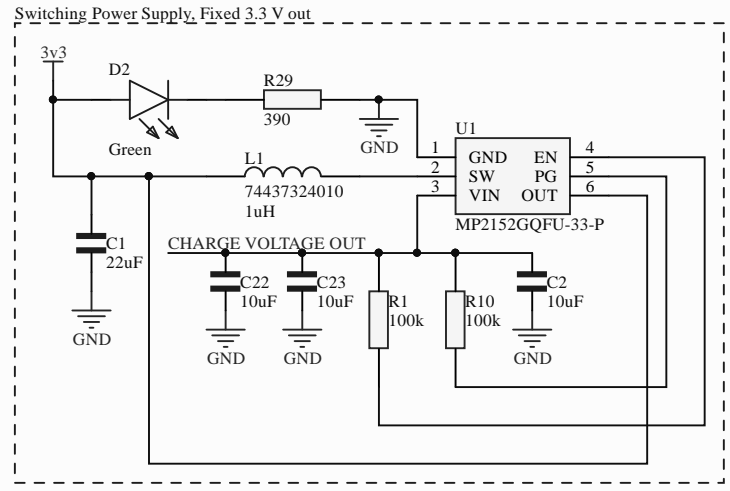 Switching Power Supply, Fixed 3.3 V out
3v3
D2
Green
R29
390
GND
U1
1 GND EN 4
2 SW PG 5
3 VIN OUT 6
MP2152GQFU-33-P
L1
74437324010
1uH
C1
22uF
GND
CHARGE VOLTAGE OUT
C22
10uF
GND
C23
10uF
GND
R1
100k
R10
100k
C2
10uF
GND